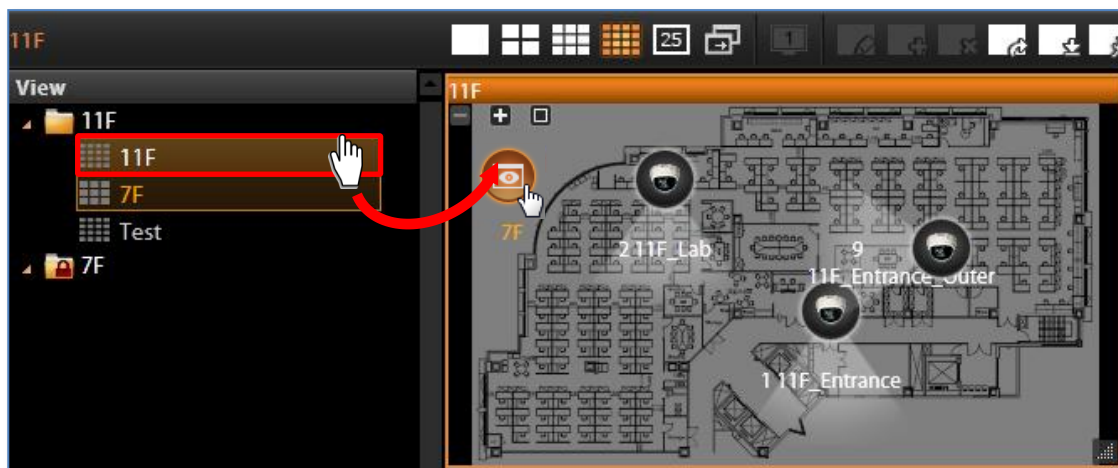 11F
25
1
View
11F
11F
11F
7F
7F
Test
2 11F_Lab
9
11F_Entrance_Outer
7F
1 11F_Entrance